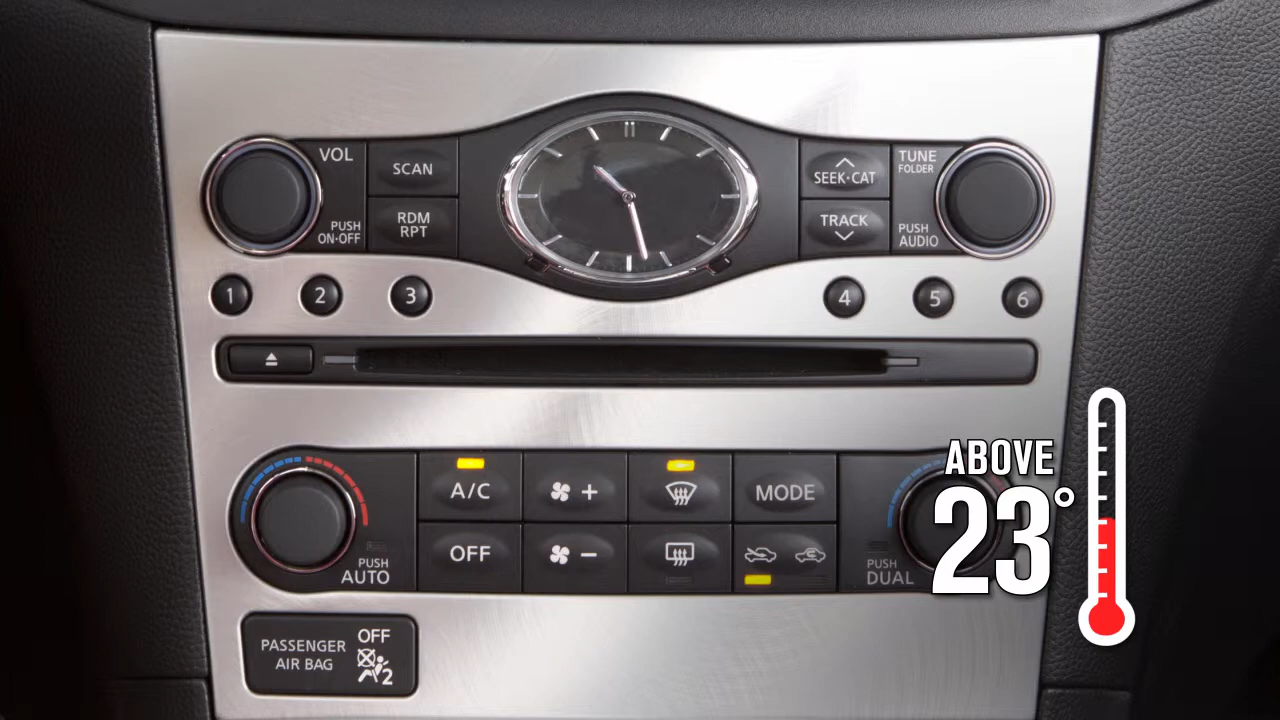 VOL
PUSH
ON·OFF
SCAN
RDM
RPT
SEEK·CAT
TRACK
TUNE
FOLDER
PUSH
AUDIO
1
2
3
4
5
6
A/C
+
MODE
OFF
−
PUSH
AUTO
PUSH
DUAL
ABOVE
23°
PASSENGER
AIR BAG
OFF
2